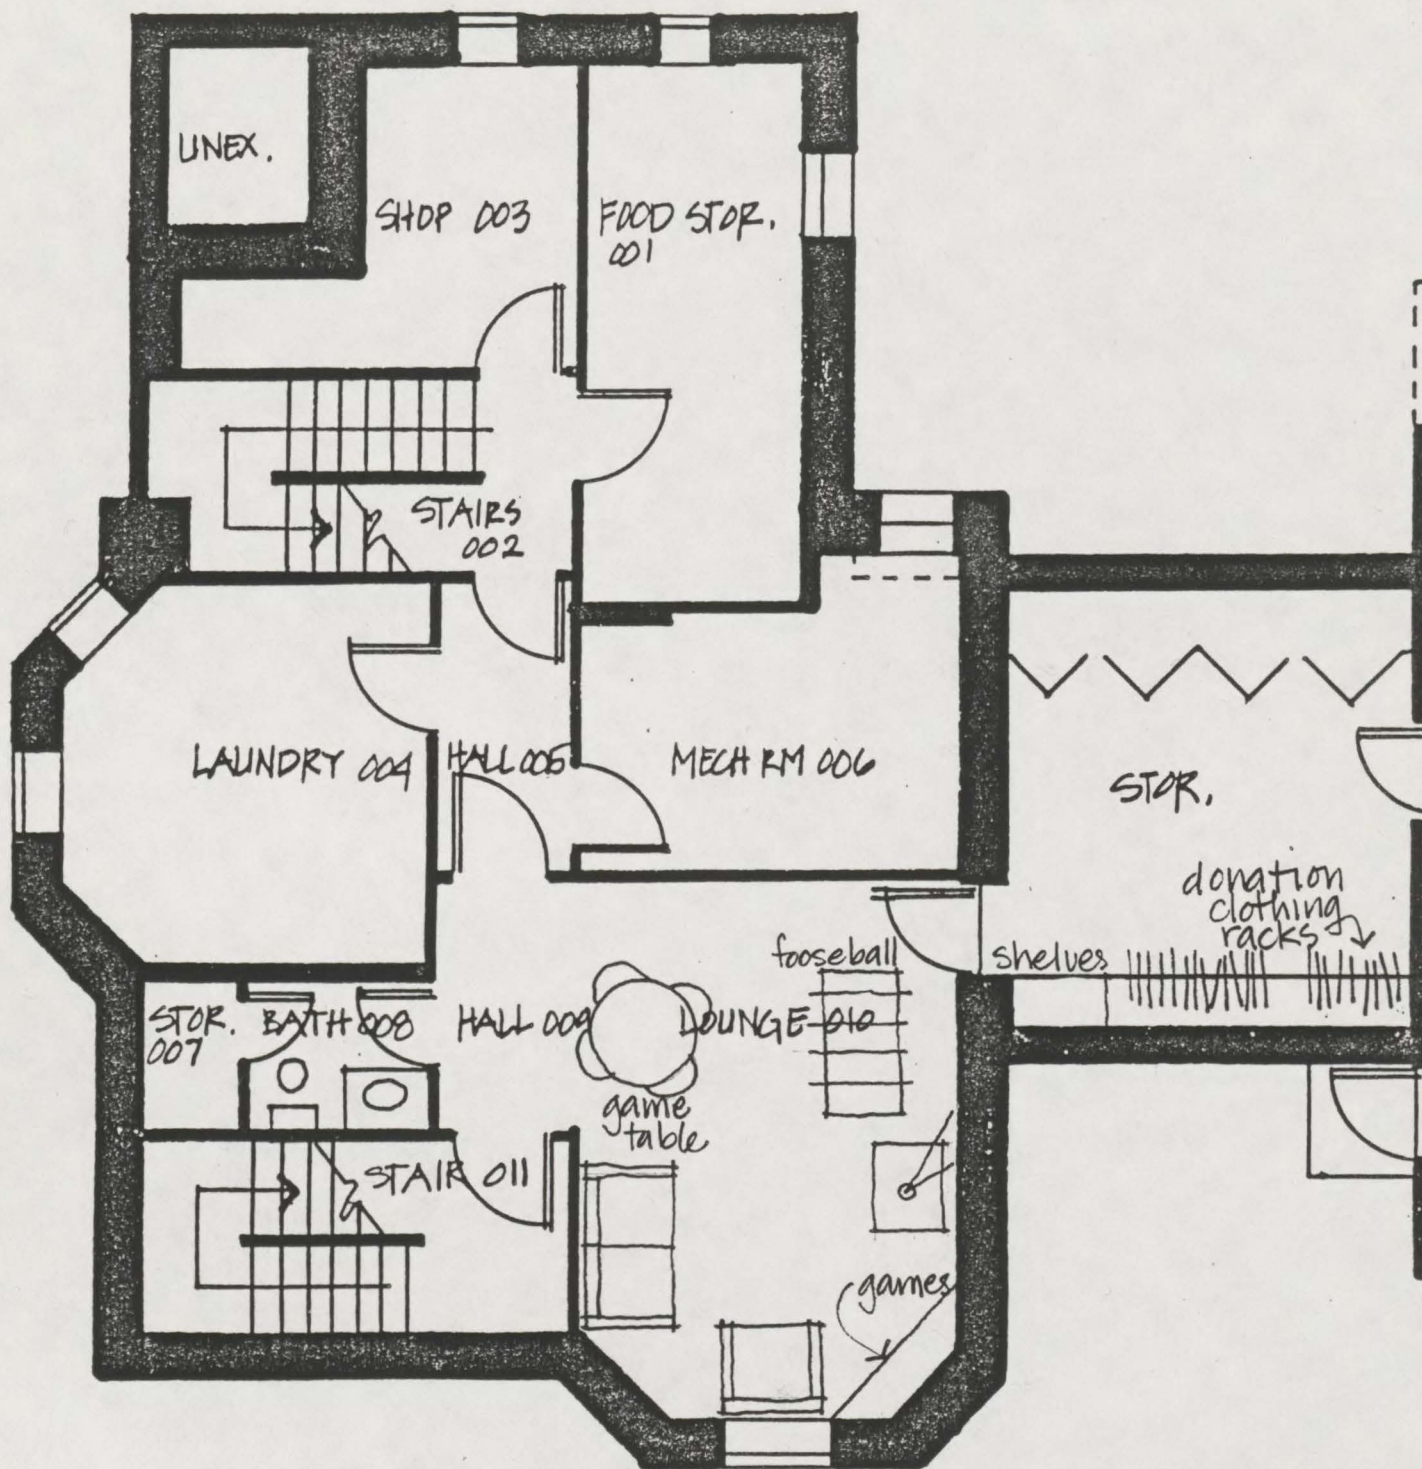 UNEX.
SHOP 003
FOOD STOR.
001
STAIRS
002
LAUNDRY 004
HALL 005
MECH RM 006
STOR.
donation
clothing
racks
shelves
fooseball
STOR.
007
BATH 008
HALL 009
LOUNGE 010
game
table
STAIR 011
games